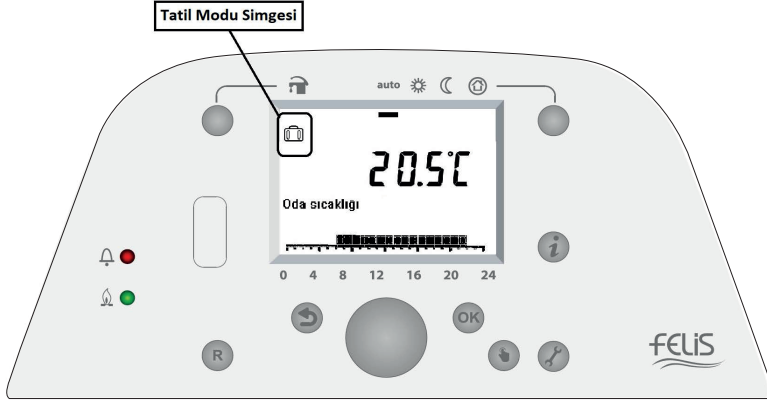 Tatil Modu Simgesi
auto
20.5°C
Oda sıcaklığı
0 4 8 12 16 20 24
i
OK
R
FELiS